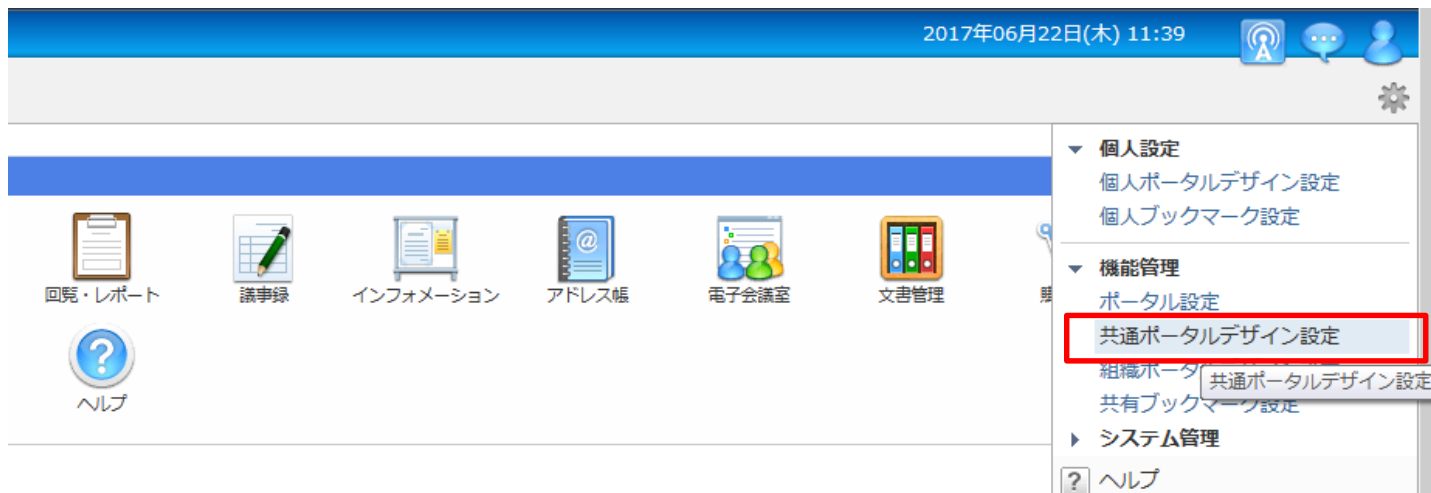 2017年06月22日(木) 11:39
個人設定
個人ポータルデザイン設定
個人ブックマーク設定
機能管理
ポータル設定
共通ポータルデザイン設定
組織ポータ
共通ポータルデザイン設定
共有ブックマーク設定
システム管理
? ヘルプ
回覧・レポート
議事録
インフォメーション
アドレス帳
電子会議室
文書管理
ヘルプ